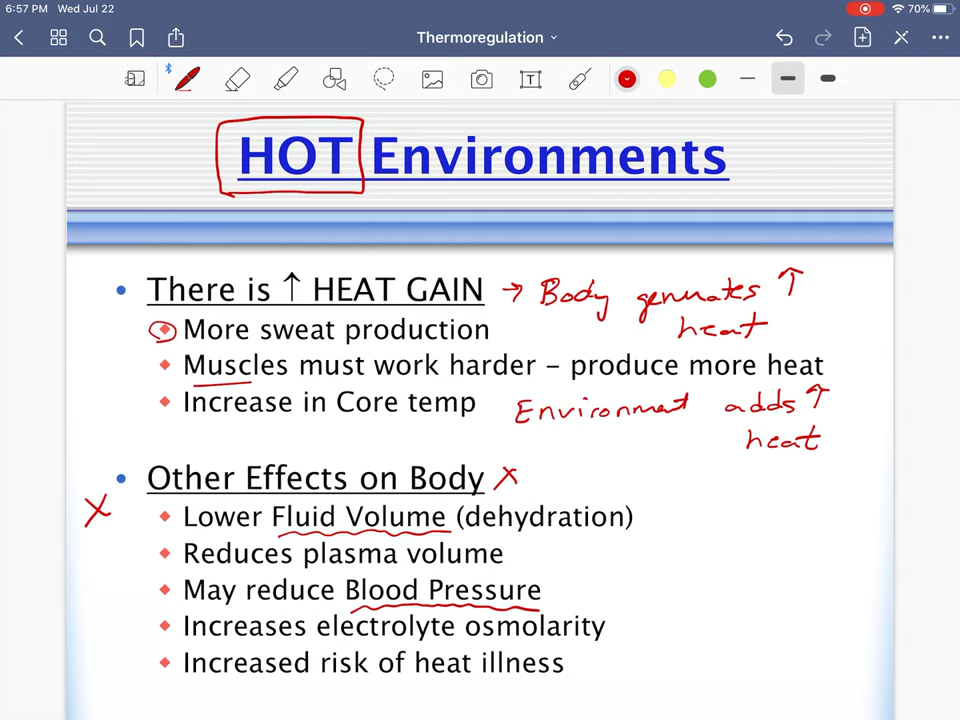 6:57 PM Wed Jul 22 70%
Thermoregulation
T
HOT Environments
• There is ↑ HEAT GAIN → Body generates ↑
heat
More sweat production
Muscles must work harder – produce more heat
Increase in Core temp Environment adds ↑
heat
• Other Effects on Body x
x
Lower Fluid Volume (dehydration)
Reduces plasma volume
May reduce Blood Pressure
Increases electrolyte osmolarity
Increased risk of heat illness